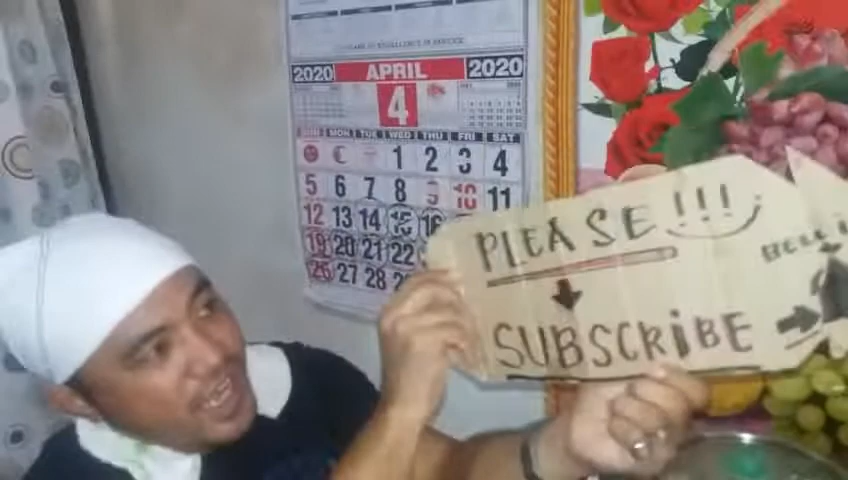 2020 APRIL 2020
4
SUN MON TUE WED THU FRI SAT
1 2 3 4
5 6 7 8 9 10 11
12 13 14 15 16
19 20 21 22
26 27 28
PLEASE!!!
SUBSCRiBE
BELL